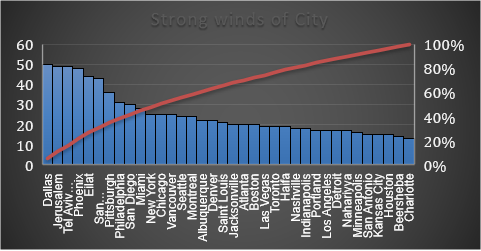 Strong winds of City
60
50
40
30
20
10
0
100%
80%
60%
40%
20%
0%
Dallas
Jerusalem
Tel Aviv...
Phoenix
Eilat
San...
Pittsburgh
Philadelphia
San Diego
Miami
New York
Chicago
Vancouver
Seattle
Montreal
Albuquerque
Denver
Saint Louis
Jacksonville
Atlanta
Boston
Las Vegas
Toronto
Haifa
Nashville
Indianapolis
Portland
Los Angeles
Detroit
Nahariyya
Minneapolis
San Antonio
Kansas City
Houston
Beersheba
Charlotte